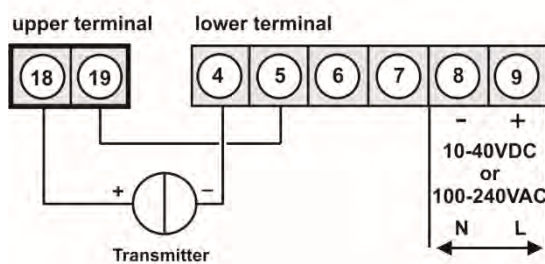 upper terminal
lower terminal
18 19 4 5 6 7 8 9
- +
10-40VDC
or
100-240VAC
N L
+ -
Transmitter